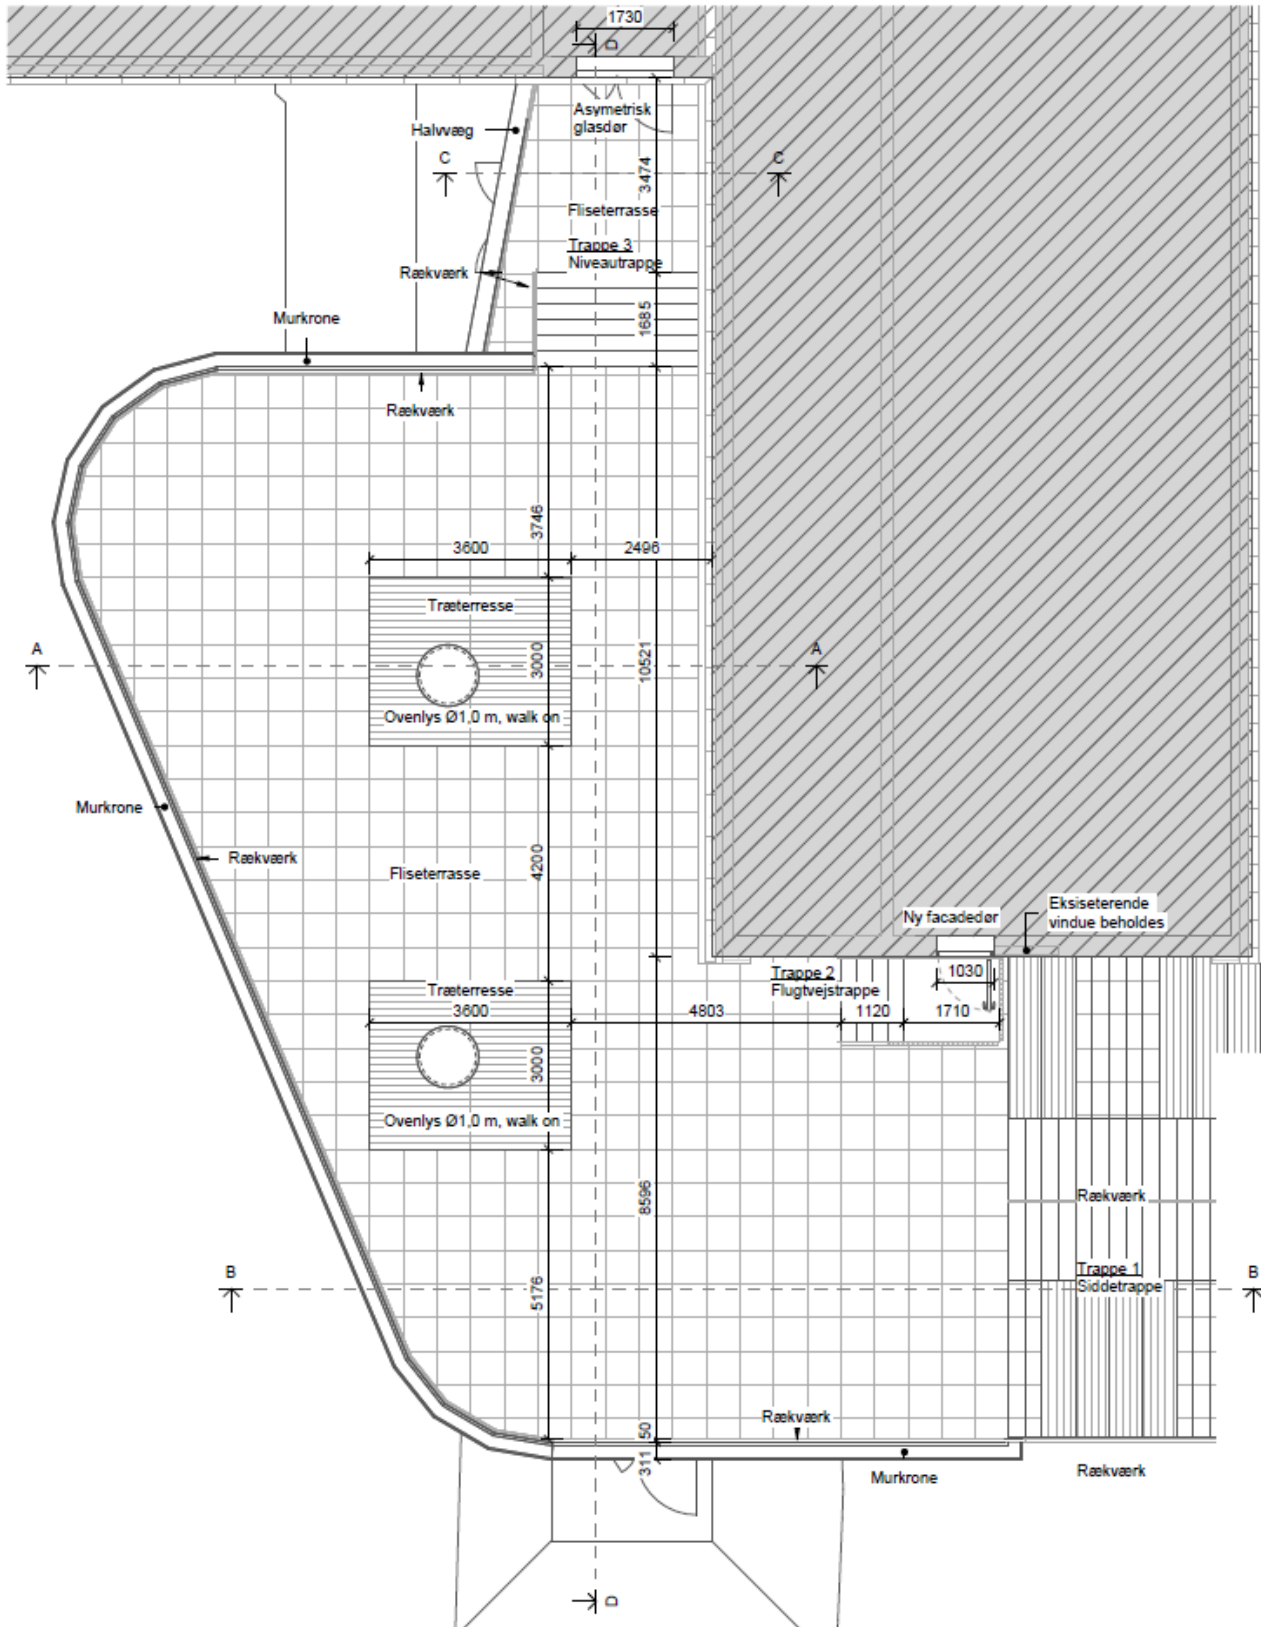 1730
D
Asymetrisk
glasdør
Halvvæg
C
C
3474
Fliseterrasse
Trappe 3
Niveautrappe
Rækværk
1685
Murkrone
Rækværk
3746
3600
2496
Træterresse
A
A
3000
10521
Ovenlys Ø1,0 m, walk on
Murkrone
Rækværk
4200
Fliseterrasse
Eksiseterende
vindue beholdes
Ny facadedør
Trappe 2
Flugtvejstrappe
1030
Træterresse
3600
4803
1120
1710
3000
Ovenlys Ø1,0 m, walk on
8596
Rækværk
Trappe 1
Siddetrappe
B
B
5176
Rækværk
50
311
Murkrone
Rækværk
D